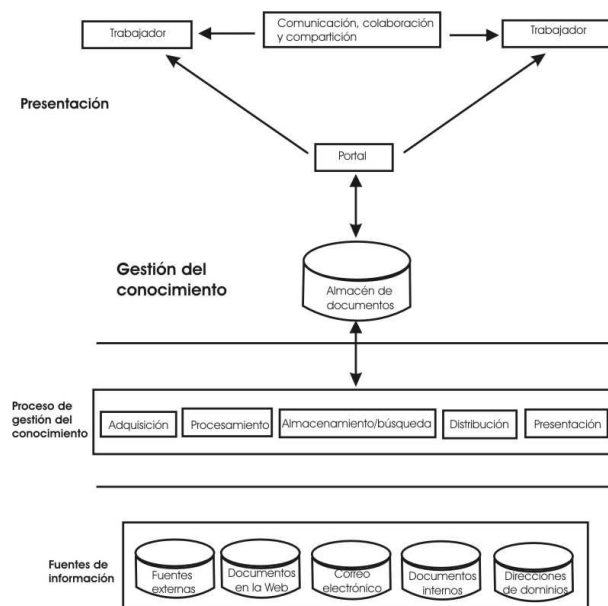 Comunicación, colaboración
y compartición
Trabajador
Trabajador
Presentación
Portal
Gestión del
conocimiento
Almacén de
documentos
Proceso de
gestión del
conocimiento
Adquisición
Procesamiento
Almacenamiento/búsqueda
Distribución
Presentación
Fuentes de
información
Fuentes
externas
Documentos
en la Web
Correo
electrónico
Documentos
internos
Direcciones
de dominios